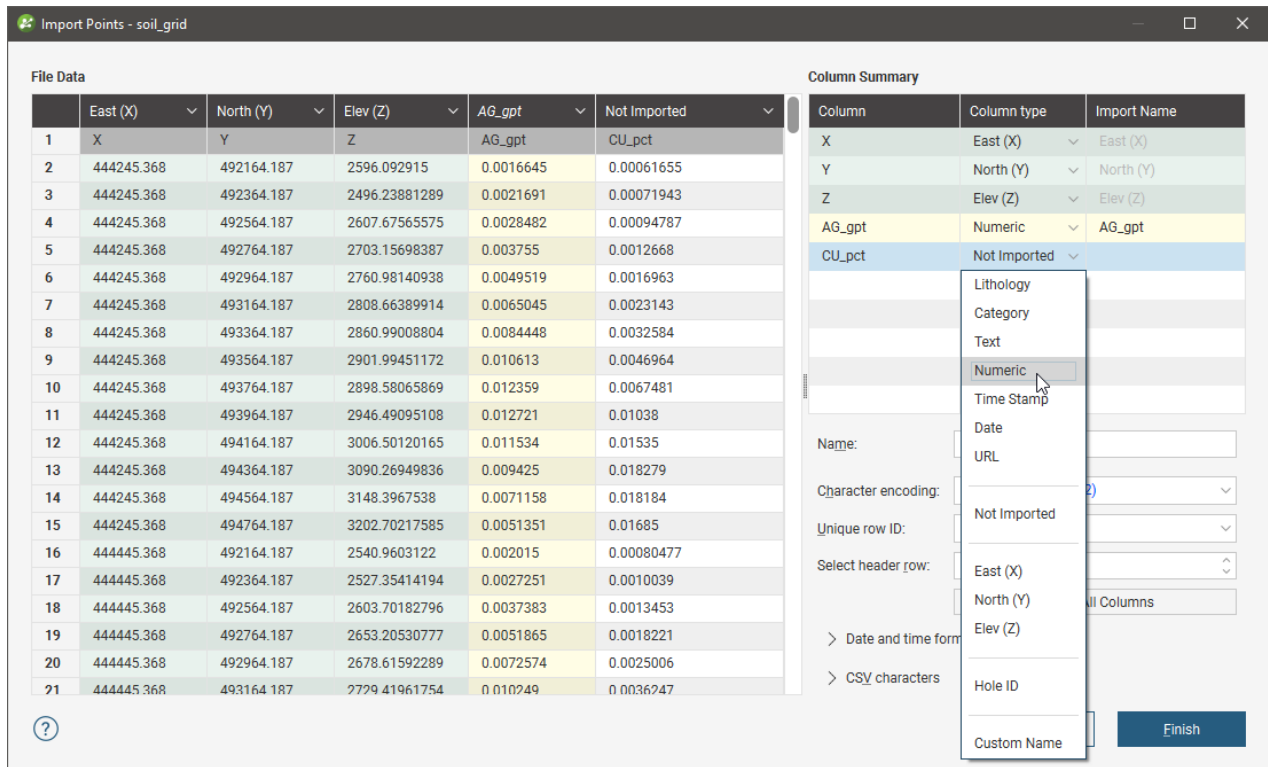 Import Points - soil_grid
File Data
East (X) North (Y) Elev (Z) AG_gpt Not Imported
1 X Y Z AG_gpt CU_pct
2 444245.368 492164.187 2596.092915 0.0016645 0.00061655
3 444245.368 492364.187 2496.23881289 0.0021691 0.00071943
4 444245.368 492564.187 2607.67565575 0.0028482 0.00094787
5 444245.368 492764.187 2703.15698387 0.003755 0.0012668
6 444245.368 492964.187 2760.98140938 0.0049519 0.0016963
7 444245.368 493164.187 2808.66389914 0.0065045 0.0023143
8 444245.368 493364.187 2860.99008804 0.0084448 0.0032584
9 444245.368 493564.187 2901.99451172 0.010613 0.0046964
10 444245.368 493764.187 2898.58065869 0.012359 0.0067481
11 444245.368 493964.187 2946.49095108 0.012721 0.01038
12 444245.368 494164.187 3006.50120165 0.011534 0.01535
13 444245.368 494364.187 3090.26949836 0.009425 0.018279
14 444245.368 494564.187 3148.3967538 0.0071158 0.018184
15 444245.368 494764.187 3202.70217585 0.0051351 0.01685
16 444445.368 492164.187 2540.9603122 0.002015 0.00080477
17 444445.368 492364.187 2527.35414194 0.0027251 0.0010039
18 444445.368 492564.187 2603.70182796 0.0037383 0.0013453
19 444445.368 492764.187 2653.20530777 0.0051865 0.0018221
20 444445.368 492964.187 2678.61592289 0.0072574 0.0025006
21 444445.368 493164.187 2729.41961754 0.010249 0.0036247
Column Summary
Column Column type Import Name
X East (X) East (X)
Y North (Y) North (Y)
Z Elev (Z) Elev (Z)
AG_gpt Numeric AG_gpt
CU_pct Not Imported
Lithology
Category
Text
Numeric
Time Stamp
Date
URL
Not Imported
East (X)
North (Y)
Elev (Z)
Hole ID
Custom Name
Name:
Character encoding: 2)
Unique row ID:
Select header row:
All Columns
Date and time form
CSV characters
Finish